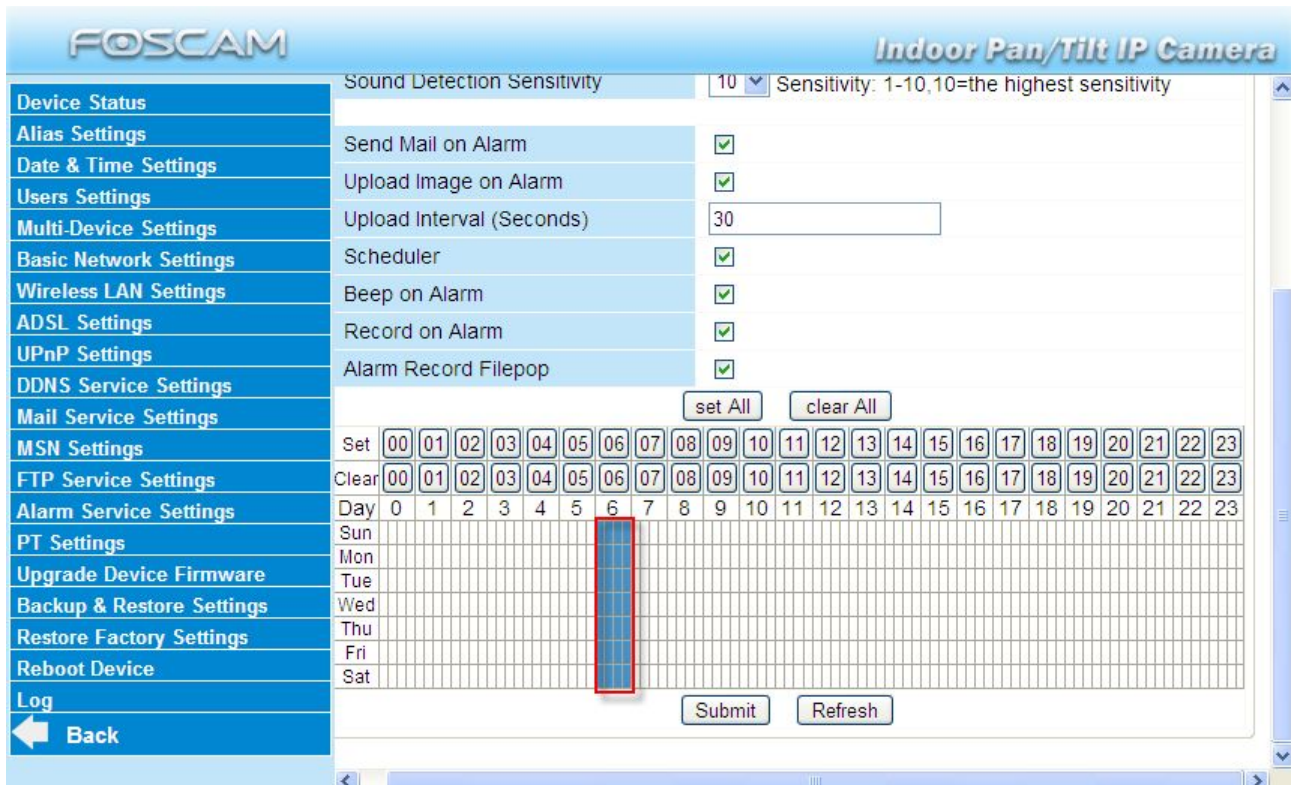 FOSCAM
Indoor Pan/Tilt IP Camera
Device Status
Alias Settings
Date & Time Settings
Users Settings
Multi-Device Settings
Basic Network Settings
Wireless LAN Settings
ADSL Settings
UPnP Settings
DDNS Service Settings
Mail Service Settings
MSN Settings
FTP Service Settings
Alarm Service Settings
PT Settings
Upgrade Device Firmware
Backup & Restore Settings
Restore Factory Settings
Reboot Device
Log
Back
Sound Detection Sensitivity 10 Sensitivity: 1-10,10=the highest sensitivity
Send Mail on Alarm
Upload Image on Alarm
Upload Interval (Seconds) 30
Scheduler
Beep on Alarm
Record on Alarm
Alarm Record Filepop
set All clear All
Set 00 01 02 03 04 05 06 07 08 09 10 11 12 13 14 15 16 17 18 19 20 21 22 23
Clear 00 01 02 03 04 05 06 07 08 09 10 11 12 13 14 15 16 17 18 19 20 21 22 23
Day 0 1 2 3 4 5 6 7 8 9 10 11 12 13 14 15 16 17 18 19 20 21 22 23
Sun
Mon
Tue
Wed
Thu
Fri
Sat
Submit Refresh